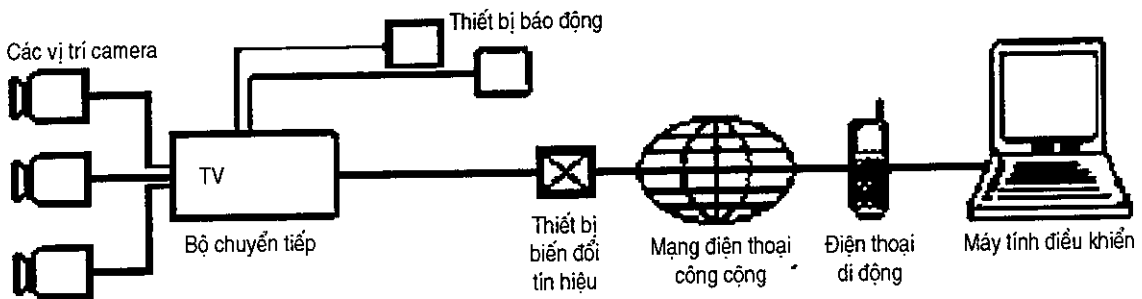 Thiết bị báo động
Các vị trí camera
TV
Bộ chuyển tiếp
Thiết bị
biến đổi
tín hiệu
Mạng điện thoại
công cộng
Điện thoại
di động
Máy tính điều khiển